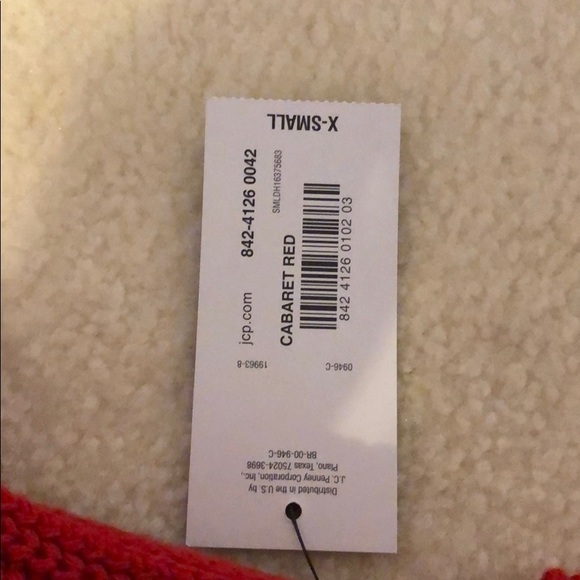 X-SMALL
jcp.com 842-4126 0042
SMLDH16375683
CABARET RED
842 4126 0102 03
19963-8
0946-C
Distributed in the U.S. by
J.C. Penney Corporation, Inc.,
Plano, Texas 75024-3698
BR-00-946-C